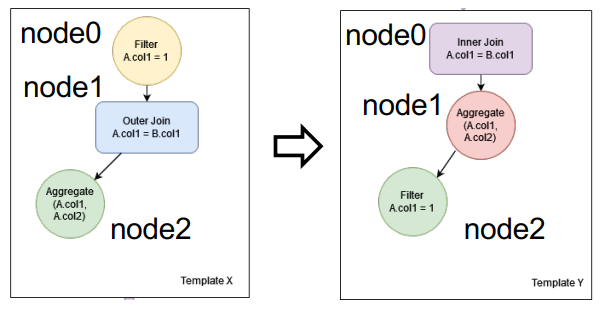 node0
Filter
A.col1 = 1
node1
Outer Join
A.col1 = B.col1
Aggregate
(A.col1,
A.col2)
node2
Template X
node0
Inner Join
A.col1 = B.col1
node1
Aggregate
(A.col1,
A.col2)
Filter
A.col1 = 1
node2
Template Y